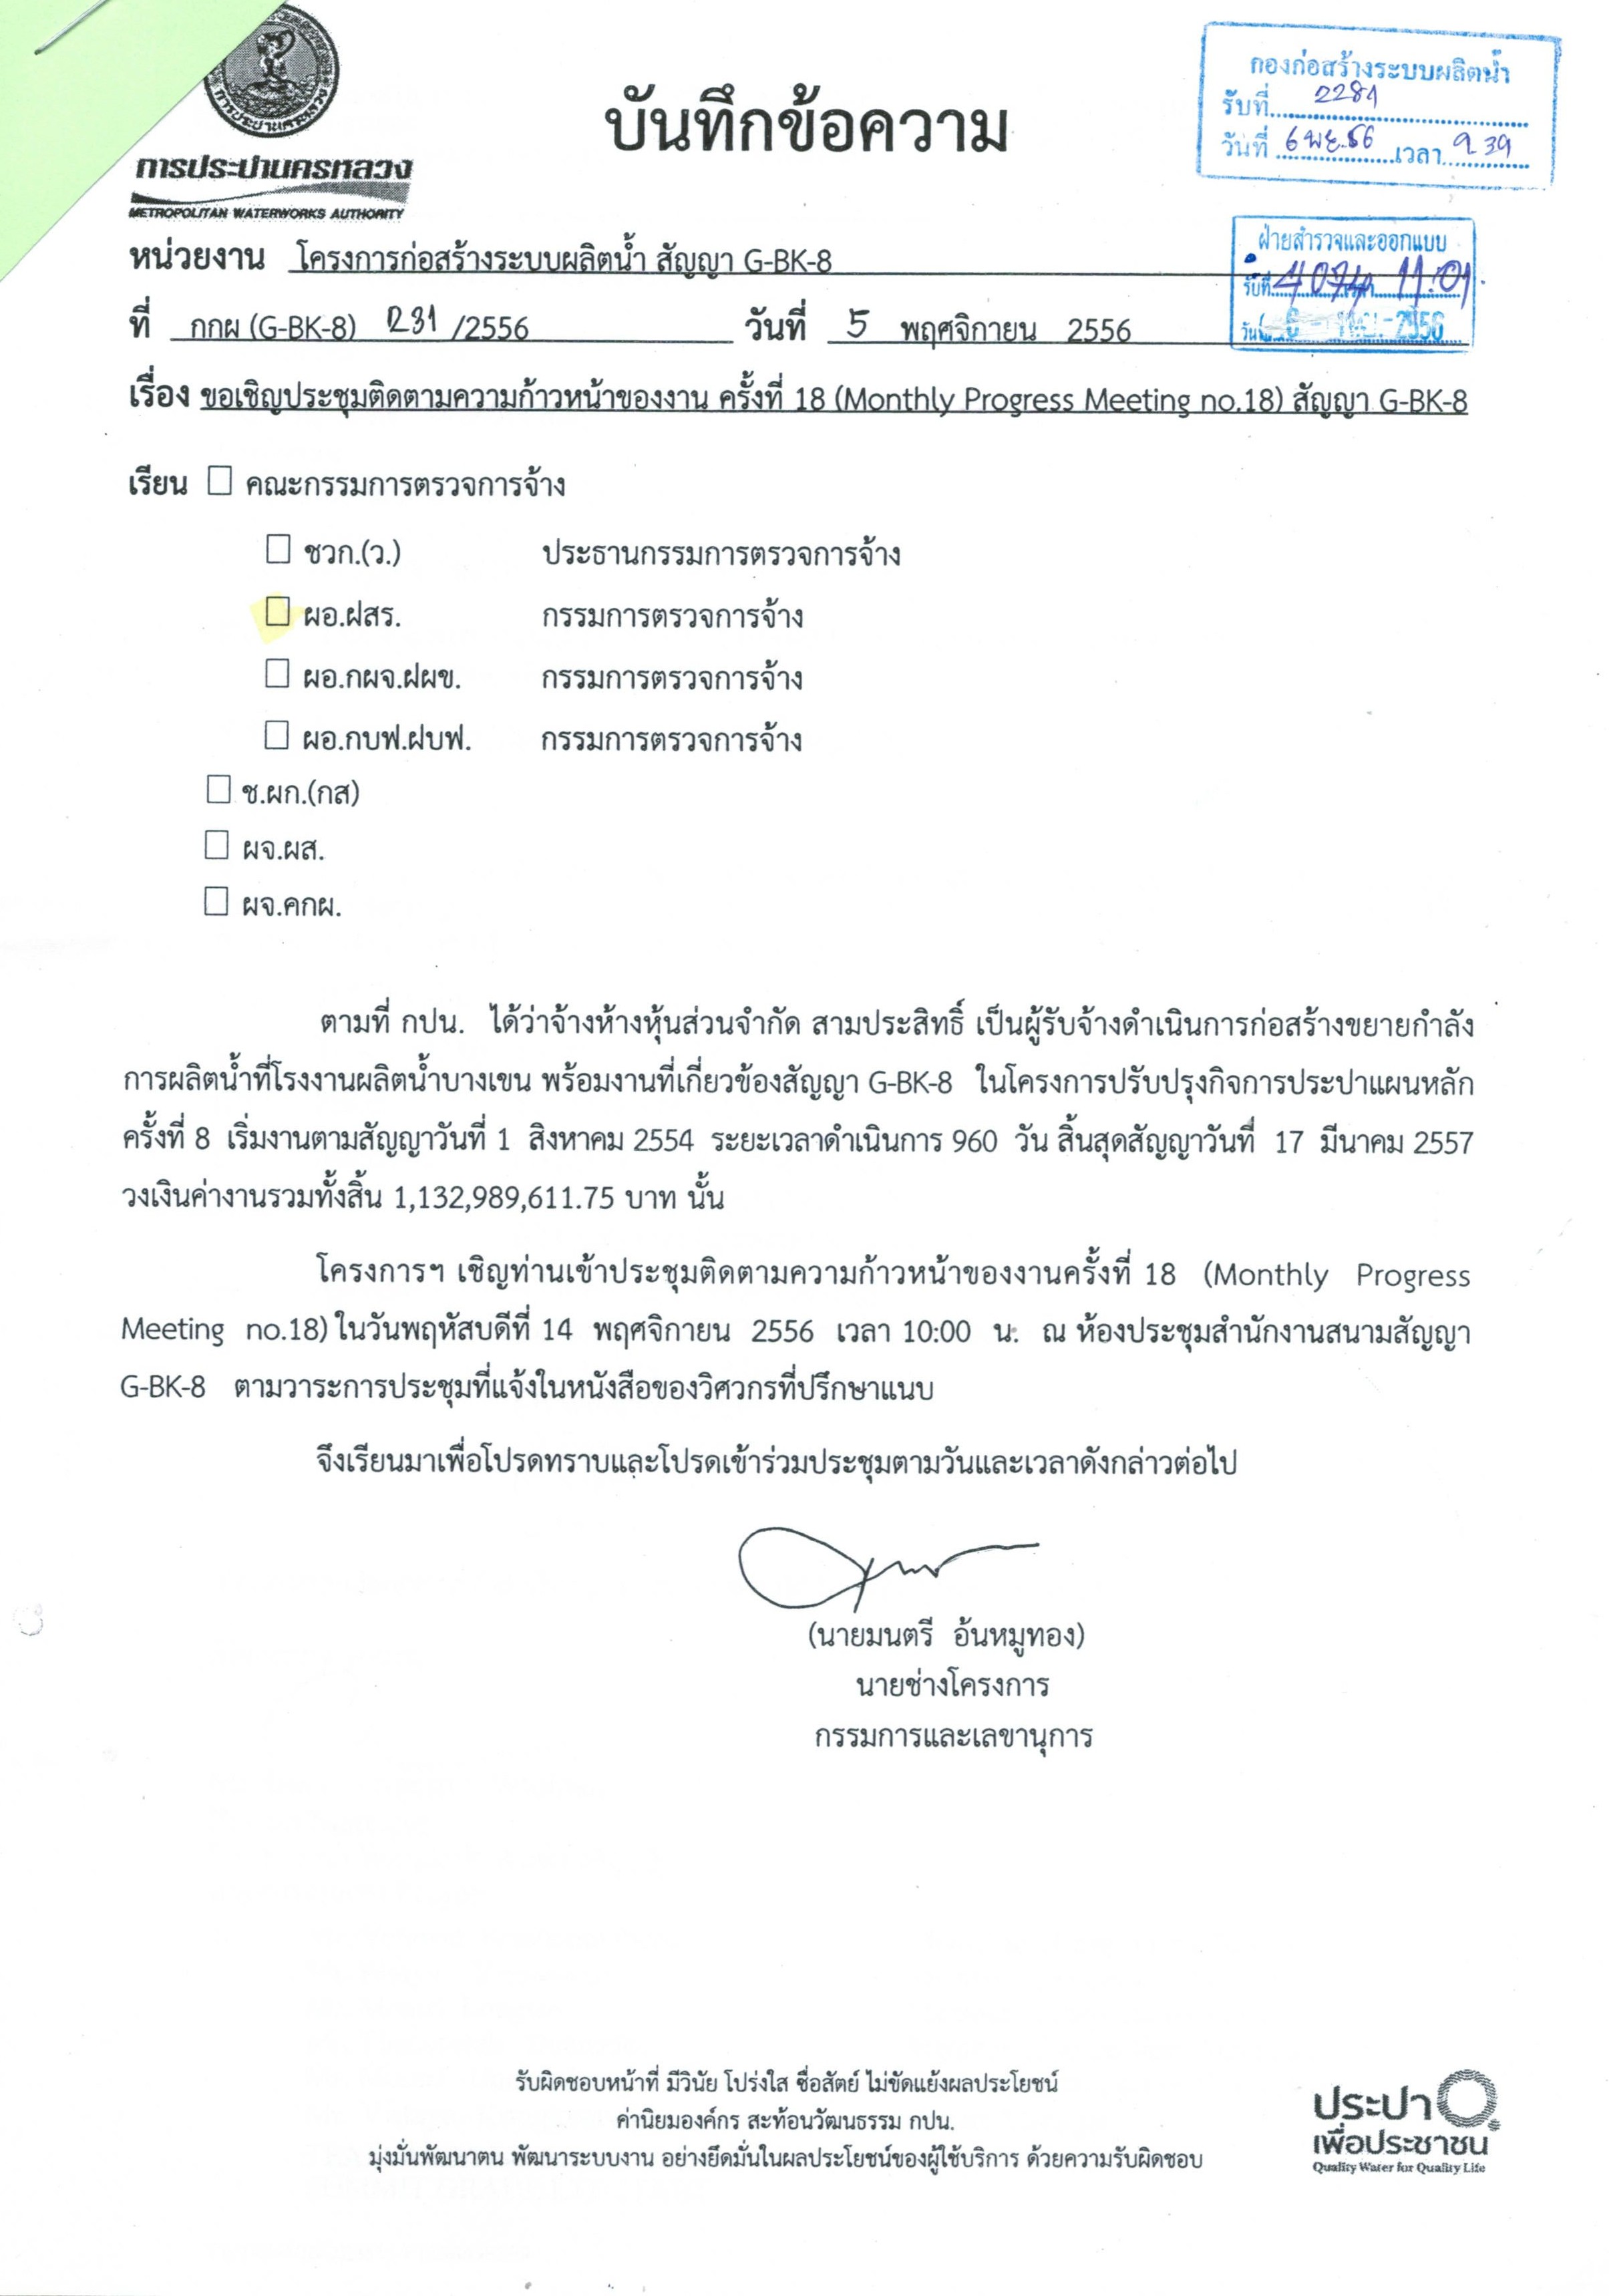 การประปานครหลวง
การประปานครหลวง
METROPOLITAN WATERWORKS AUTHORITY
บันทึกข้อความ
กองก่อสร้างระบบผลิตน้ำ
รับที่ 2281
วันที่ 6 พ.ย. 56 เวลา 9.39
ฝ่ายสำรวจและออกแบบ
รับที่ 11:01
2556
หน่วยงาน โครงการก่อสร้างระบบผลิตน้ำ สัญญา G-BK-8
ที่ กกผ (G-BK-8) 231 /2556 วันที่ 5 พฤศจิกายน 2556
เรื่อง ขอเชิญประชุมติดตามความก้าวหน้าของงาน ครั้งที่ 18 (Monthly Progress Meeting no.18) สัญญา G-BK-8
เรียน ☐ คณะกรรมการตรวจการจ้าง
☐ ชวก.(ว.) ประธานกรรมการตรวจการจ้าง
☐ ผอ.ฝสร. กรรมการตรวจการจ้าง
☐ ผอ.กผจ.ฝผข. กรรมการตรวจการจ้าง
☐ ผอ.กบฟ.ฝบฟ. กรรมการตรวจการจ้าง
☐ ช.ผก.(กส)
☐ ผจ.ผส.
☐ ผจ.คกผ.
ตามที่ กปน. ได้ว่าจ้างห้างหุ้นส่วนจำกัด สามประสิทธิ์ เป็นผู้รับจ้างดำเนินการก่อสร้างขยายกำลัง
การผลิตน้ำที่โรงงานผลิตน้ำบางเขน พร้อมงานที่เกี่ยวข้องสัญญา G-BK-8 ในโครงการปรับปรุงกิจการประปาแผนหลัก
ครั้งที่ 8 เริ่มงานตามสัญญาวันที่ 1 สิงหาคม 2554 ระยะเวลาดำเนินการ 960 วัน สิ้นสุดสัญญาวันที่ 17 มีนาคม 2557
วงเงินค่างานรวมทั้งสิ้น 1,132,989,611.75 บาท นั้น
โครงการฯ เชิญท่านเข้าประชุมติดตามความก้าวหน้าของงานครั้งที่ 18 (Monthly Progress
Meeting no.18) ในวันพฤหัสบดีที่ 14 พฤศจิกายน 2556 เวลา 10:00 น. ณ ห้องประชุมสำนักงานสนามสัญญา
G-BK-8 ตามวาระการประชุมที่แจ้งในหนังสือของวิศวกรที่ปรึกษาแนบ
จึงเรียนมาเพื่อโปรดทราบและโปรดเข้าร่วมประชุมตามวันและเวลาดังกล่าวต่อไป
(นายมนตรี อ้นหมูทอง)
นายช่างโครงการ
กรรมการและเลขานุการ
รับผิดชอบหน้าที่ มีวินัย โปร่งใส ซื่อสัตย์ ไม่ขัดแย้งผลประโยชน์
ค่านิยมองค์กร สะท้อนวัฒนธรรม กปน.
มุ่งมั่นพัฒนาตน พัฒนาระบบงาน อย่างยึดมั่นในผลประโยชน์ของผู้ใช้บริการ ด้วยความรับผิดชอบ
ประปา
เพื่อประชาชน
Quality Water for Quality Life